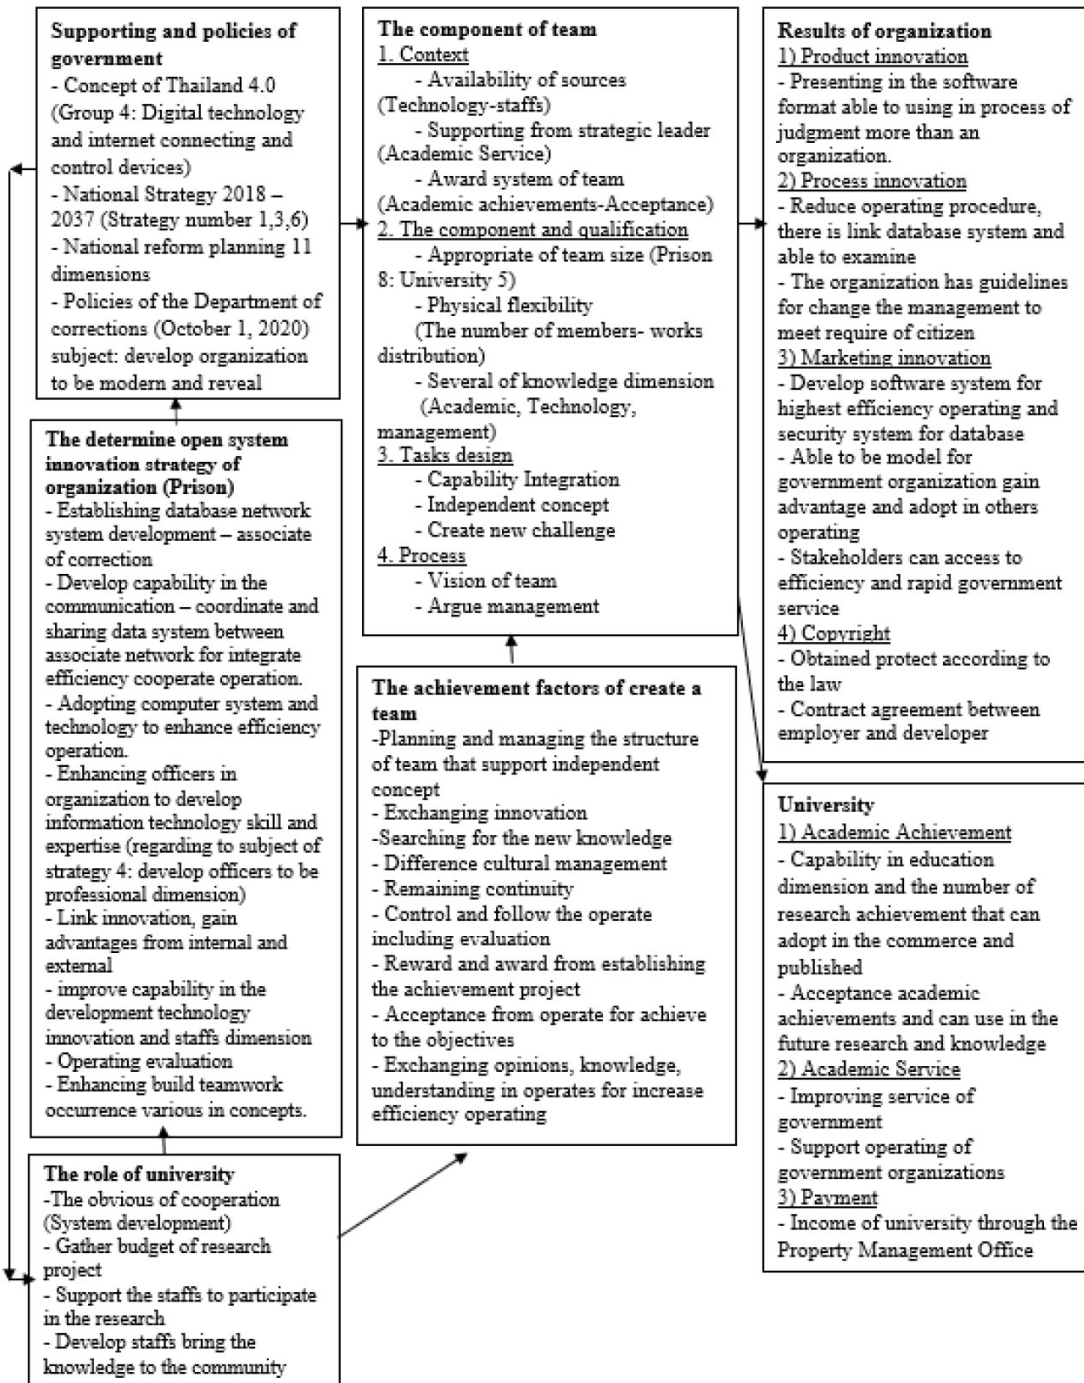 Supporting and policies of
government
- Concept of Thailand 4.0
(Group 4: Digital technology
and internet connecting and
control devices)
- National Strategy 2018 –
2037 (Strategy number 1,3,6)
- National reform planning 11
dimensions
- Policies of the Department of
corrections (October 1, 2020)
subject: develop organization
to be modern and reveal
The determine open system
innovation strategy of
organization (Prison)
- Establishing database network
system development – associate
of correction
- Develop capability in the
communication – coordinate and
sharing data system between
associate network for integrate
efficiency cooperate operation.
- Adopting computer system and
technology to enhance efficiency
operation.
- Enhancing officers in
organization to develop
information technology skill and
expertise (regarding to subject of
strategy 4: develop officers to be
professional dimension)
- Link innovation, gain
advantages from internal and
external
- improve capability in the
development technology
innovation and staffs dimension
- Operating evaluation
- Enhancing build teamwork
occurrence various in concepts.
The role of university
-The obvious of cooperation
(System development)
- Gather budget of research
project
- Support the staffs to participate
in the research
- Develop staffs bring the
knowledge to the community
The component of team
1. Context
- Availability of sources
(Technology-staffs)
- Supporting from strategic leader
(Academic Service)
- Award system of team
(Academic achievements-Acceptance)
2. The component and qualification
- Appropriate of team size (Prison
8: University 5)
- Physical flexibility
(The number of members- works
distribution)
- Several of knowledge dimension
(Academic, Technology,
management)
3. Tasks design
- Capability Integration
- Independent concept
- Create new challenge
4. Process
- Vision of team
- Argue management
The achievement factors of create a
team
-Planning and managing the structure
of team that support independent
concept
- Exchanging innovation
-Searching for the new knowledge
- Difference cultural management
- Remaining continuity
- Control and follow the operate
including evaluation
- Reward and award from establishing
the achievement project
- Acceptance from operate for achieve
to the objectives
- Exchanging opinions, knowledge,
understanding in operates for increase
efficiency operating
Results of organization
1) Product innovation
- Presenting in the software
format able to using in process of
judgment more than an
organization.
2) Process innovation
- Reduce operating procedure,
there is link database system and
able to examine
- The organization has guidelines
for change the management to
meet require of citizen
3) Marketing innovation
- Develop software system for
highest efficiency operating and
security system for database
- Able to be model for
government organization gain
advantage and adopt in others
operating
- Stakeholders can access to
efficiency and rapid government
service
4) Copyright
- Obtained protect according to
the law
- Contract agreement between
employer and developer
University
1) Academic Achievement
- Capability in education
dimension and the number of
research achievement that can
adopt in the commerce and
published
- Acceptance academic
achievements and can use in the
future research and knowledge
2) Academic Service
- Improving service of
government
- Support operating of
government organizations
3) Payment
- Income of university through the
Property Management Office